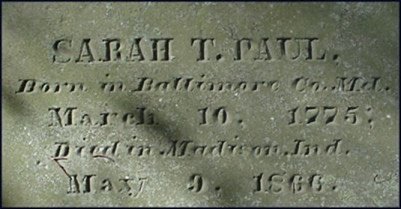 SARAH T. PAUL.
Born in Baltimore Co. Md.
March 10. 1775;
Died in Madison, Ind.
May 9. 1866.